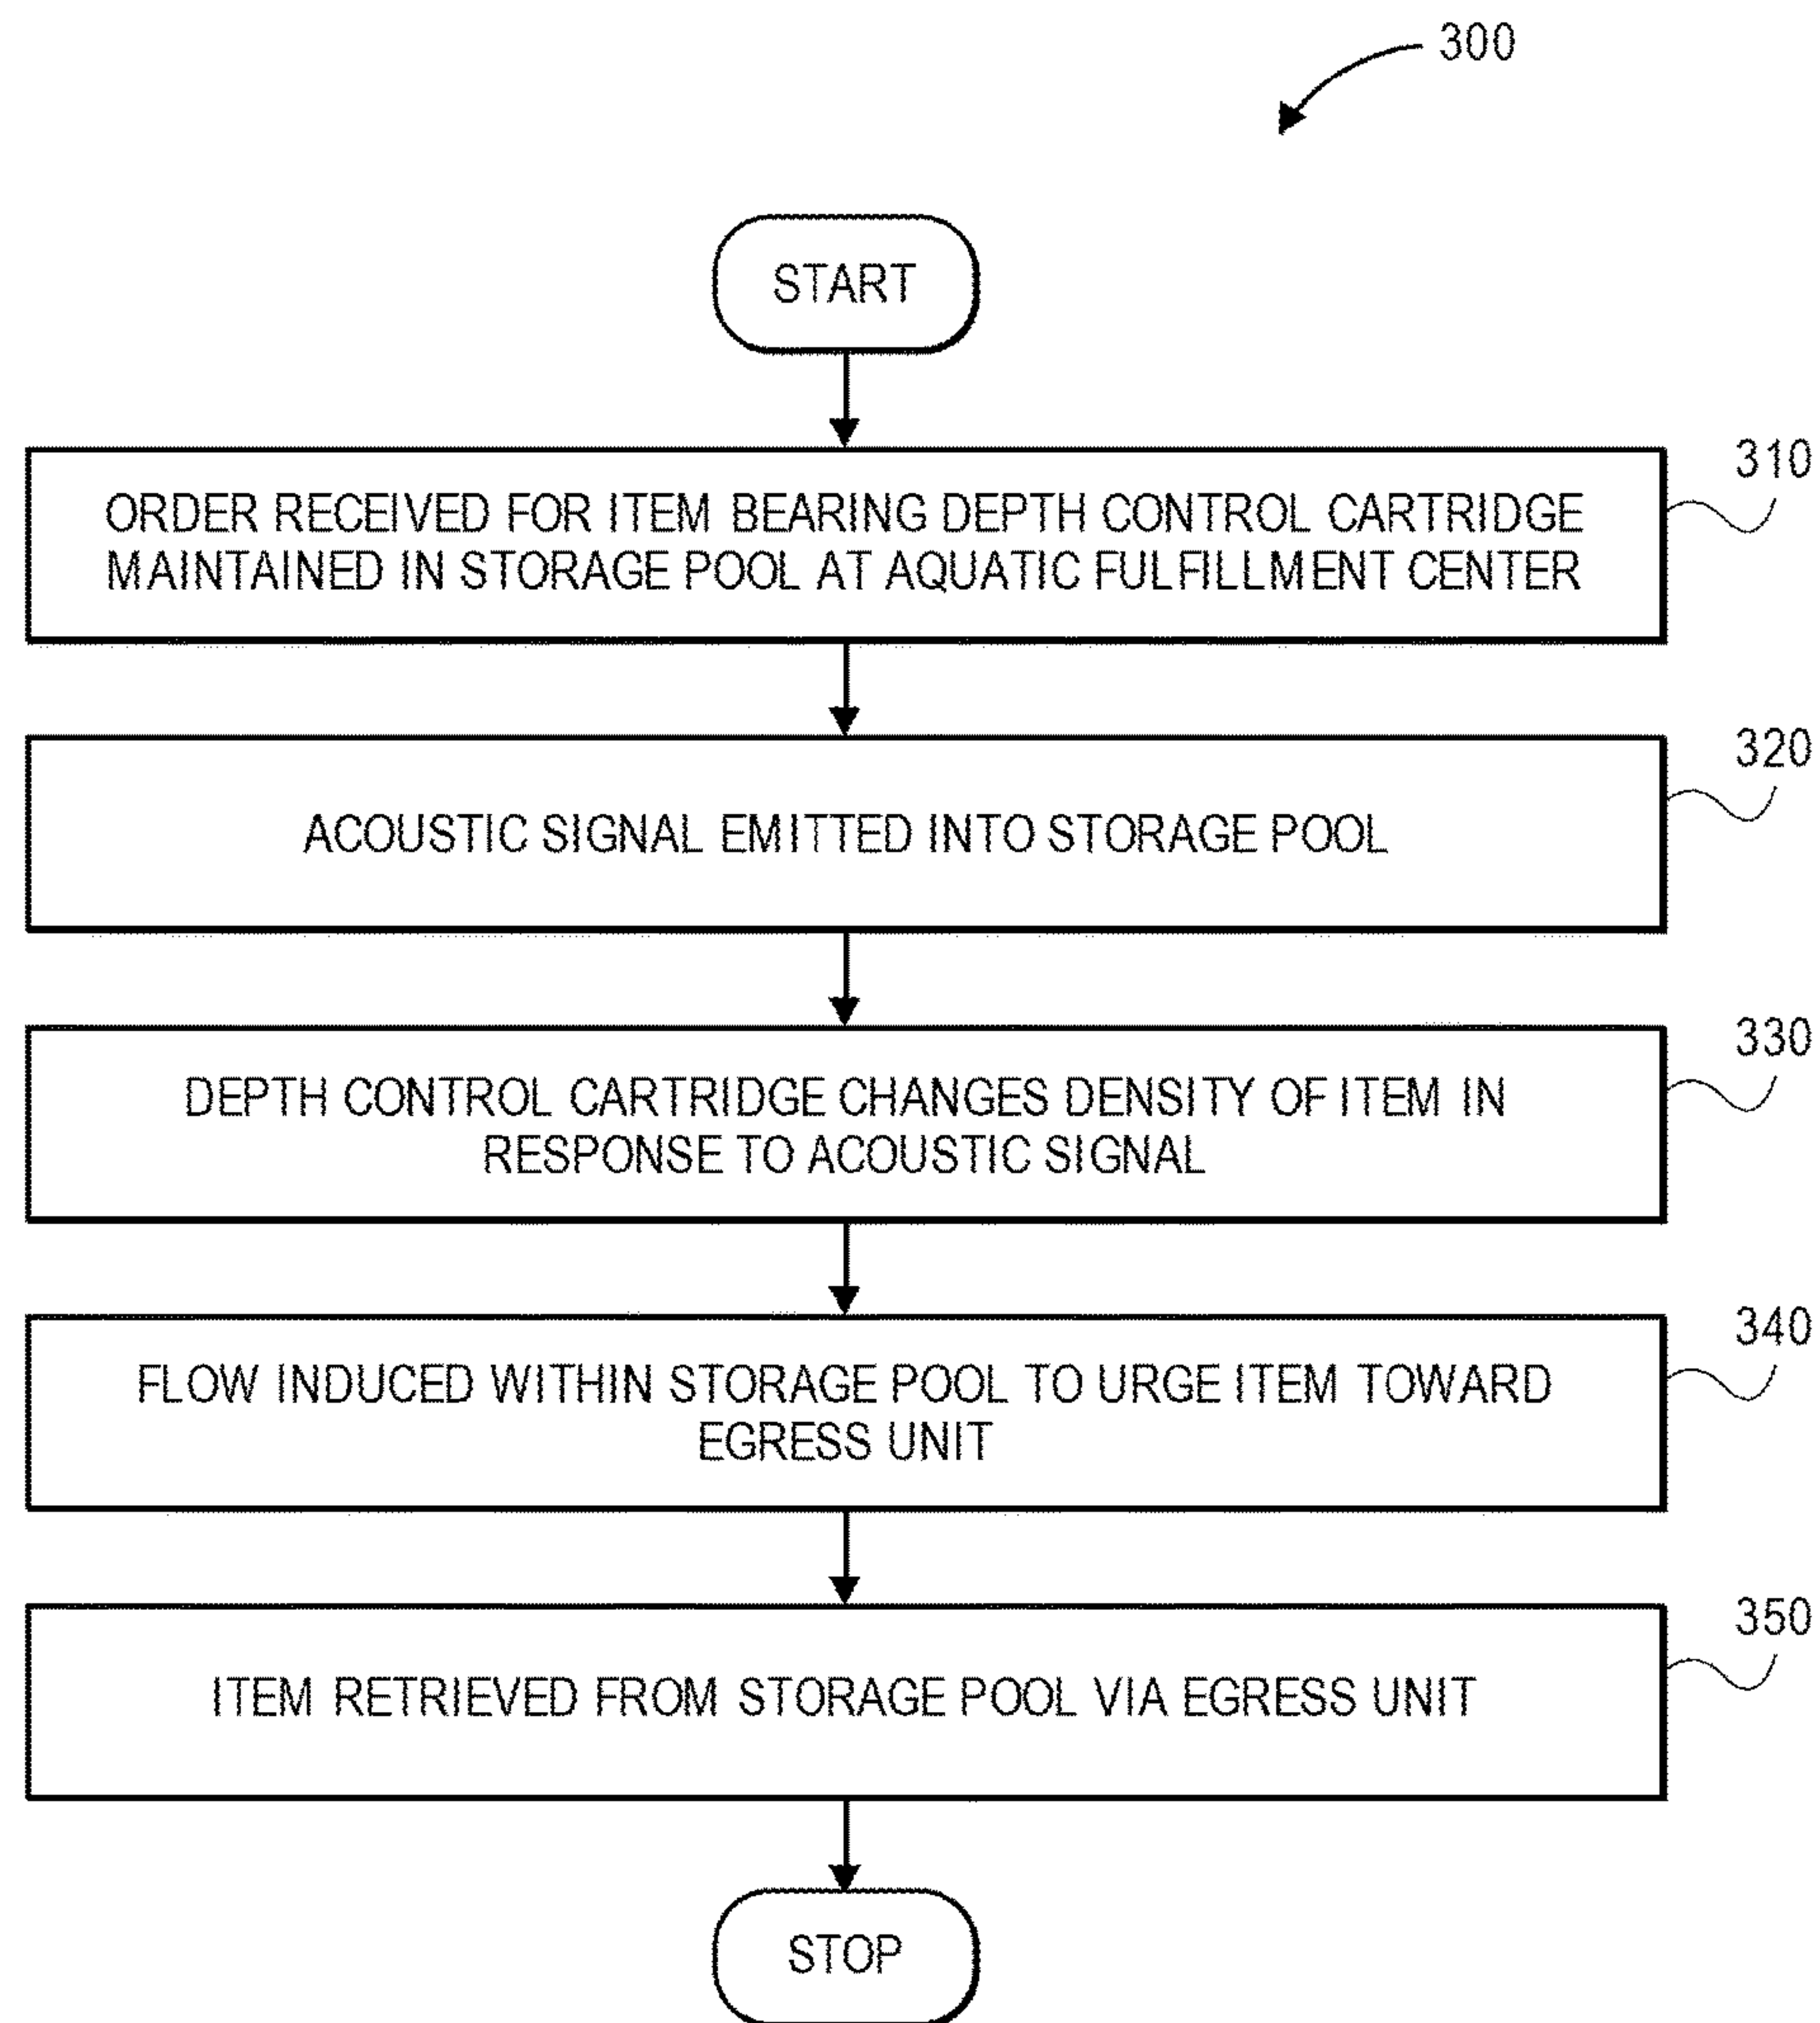 300
START
310
ORDER RECEIVED FOR ITEM BEARING DEPTH CONTROL CARTRIDGE
MAINTAINED IN STORAGE POOL AT AQUATIC FULFILLMENT CENTER
320
ACOUSTIC SIGNAL EMITTED INTO STORAGE POOL
330
DEPTH CONTROL CARTRIDGE CHANGES DENSITY OF ITEM IN
RESPONSE TO ACOUSTIC SIGNAL
340
FLOW INDUCED WITHIN STORAGE POOL TO URGE ITEM TOWARD
EGRESS UNIT
350
ITEM RETRIEVED FROM STORAGE POOL VIA EGRESS UNIT
STOP